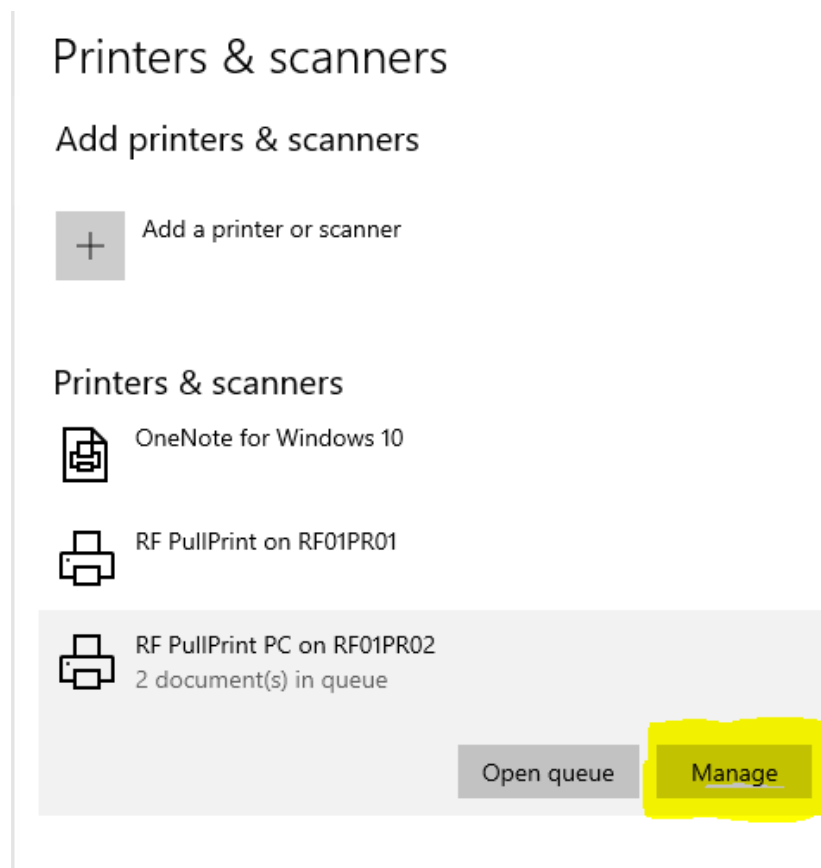 Printers & scanners
Add printers & scanners
Add a printer or scanner
Printers & scanners
OneNote for Windows 10
RF PullPrint on RF01PR01
RF PullPrint PC on RF01PR02
2 document(s) in queue
Open queue
Manage